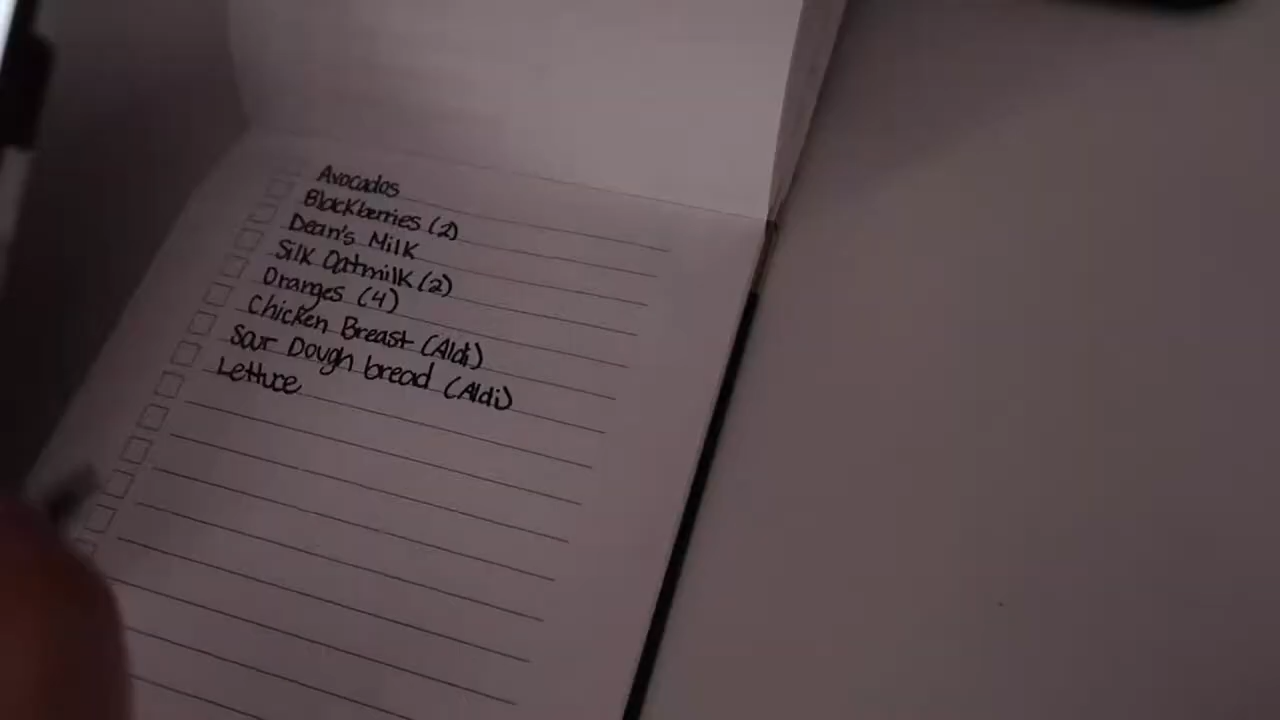 Avocados
Blackberries (2)
Dean's Milk
Silk Oatmilk (2)
Oranges (4)
Chicken Breast (Aldi)
Sour Dough bread (Aldi)
Lettuce